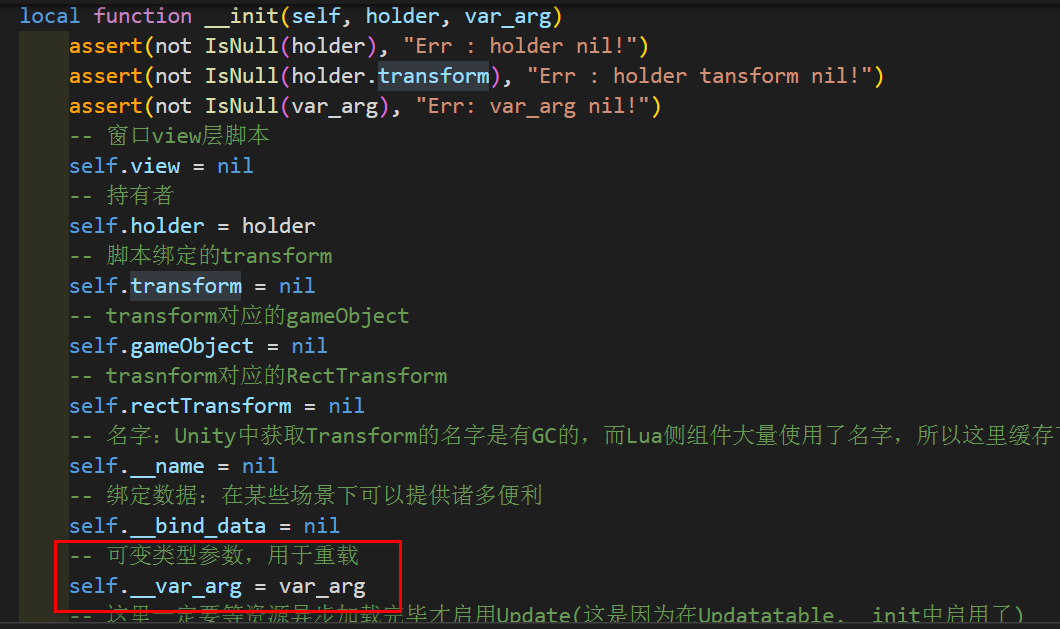 local function __init(self, holder, var_arg)
assert(not IsNull(holder), "Err : holder nil!")
assert(not IsNull(holder.transform), "Err : holder tansform nil!")
assert(not IsNull(var_arg), "Err: var_arg nil!")
-- 窗口view层脚本
self.view = nil
-- 持有者
self.holder = holder
-- 脚本绑定的transform
self.transform = nil
-- transform对应的gameObject
self.gameObject = nil
-- trasnform对应的RectTransform
self.rectTransform = nil
-- 名字：Unity中获取Transform的名字是有GC的，而Lua侧组件大量使用了名字，所以这里缓存
self.__name = nil
-- 绑定数据：在某些场景下可以提供诸多便利
self.__bind_data = nil
-- 可变类型参数，用于重载
self.__var_arg = var_arg
-- 这里一定要等资源异步加载完毕才启用Update(这是因为在Updatatable.__init中启用了)